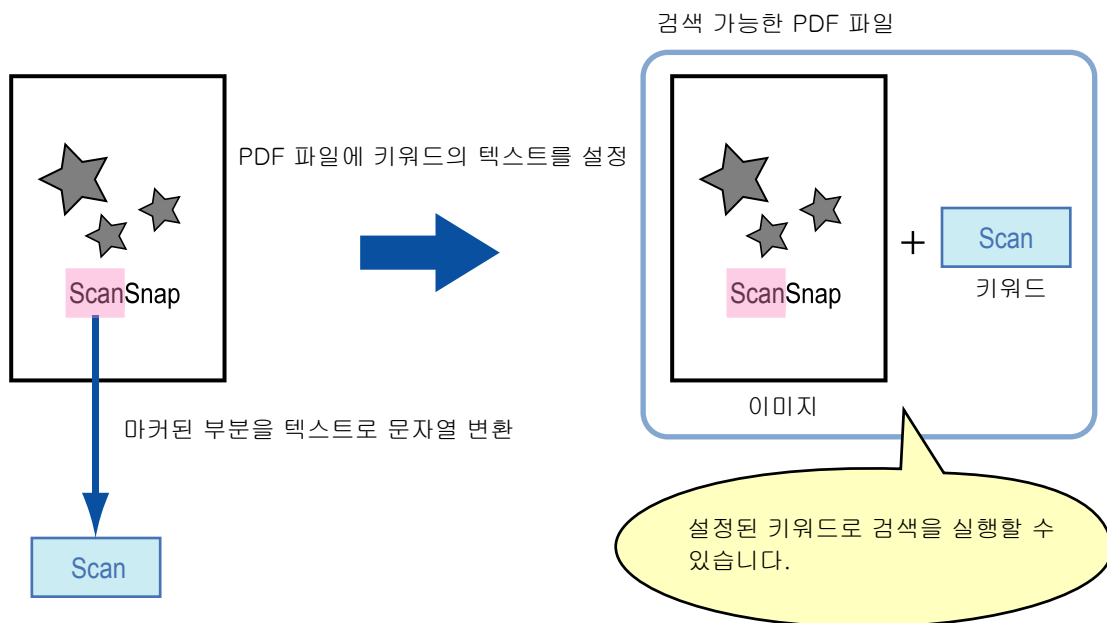 검색 가능한 PDF 파일
PDF 파일에 키워드의 텍스트를 설정
ScanSnap
마커된 부분을 텍스트로 문자열 변환
Scan
ScanSnap
이미지
+
Scan
키워드
설정된 키워드로 검색을 실행할 수
있습니다.